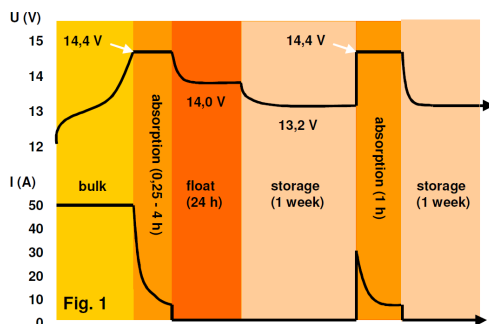 U (V)
15
14,4 V
14,4 V
14
14,0 V
13
13,2 V
12
absorption (0,25 - 4 h)
absorption (1 h)
I (A)
bulk
float
(24 h)
storage
(1 week)
storage
(1 week)
50
40
30
20
10
0
Fig. 1